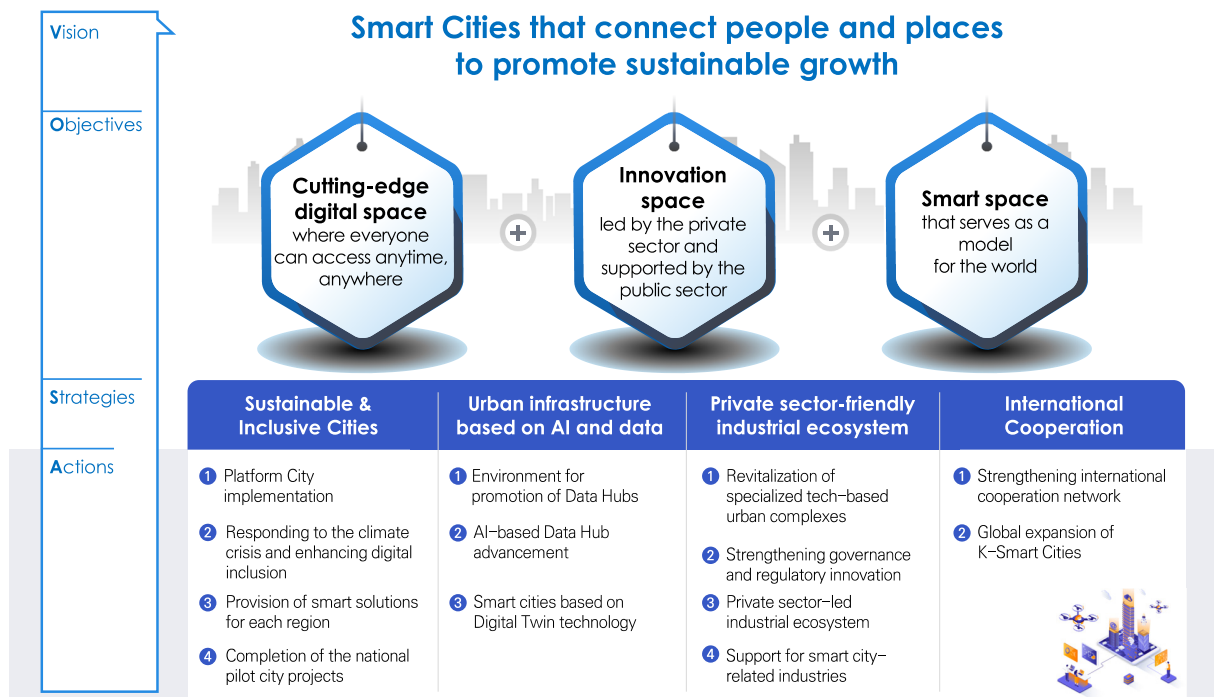 Vision
Smart Cities that connect people and places
to promote sustainable growth
Objectives
Cutting-edge
digital space
where everyone
can access anytime,
anywhere
Innovation
space
led by the private
sector and
supported by the
public sector
Smart space
that serves as a
model
for the world
Strategies
Sustainable &
Inclusive Cities
Urban infrastructure
based on AI and data
Private sector-friendly
industrial ecosystem
International
Cooperation
Actions
1 Platform City
implementation
2 Responding to the climate
crisis and enhancing digital
inclusion
3 Provision of smart solutions
for each region
4 Completion of the national
pilot city projects
1 Environment for
promotion of Data Hubs
2 AI-based Data Hub
advancement
3 Smart cities based on
Digital Twin technology
1 Revitalization of
specialized tech-based
urban complexes
2 Strengthening governance
and regulatory innovation
3 Private sector-led
industrial ecosystem
4 Support for smart city-
related industries
1 Strengthening international
cooperation network
2 Global expansion of
K-Smart Cities